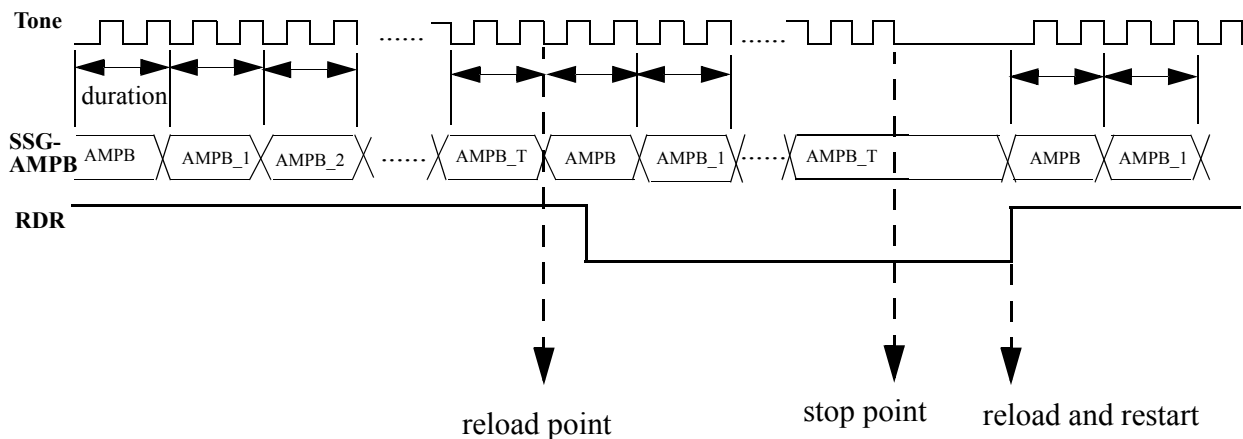 Tone
......
......
duration
SSG-
AMPB
AMPB
AMPB_1
AMPB_2
......
AMPB_T
AMPB
AMPB_1
......
AMPB_T
AMPB
AMPB_1
RDR
reload point
stop point
reload and restart